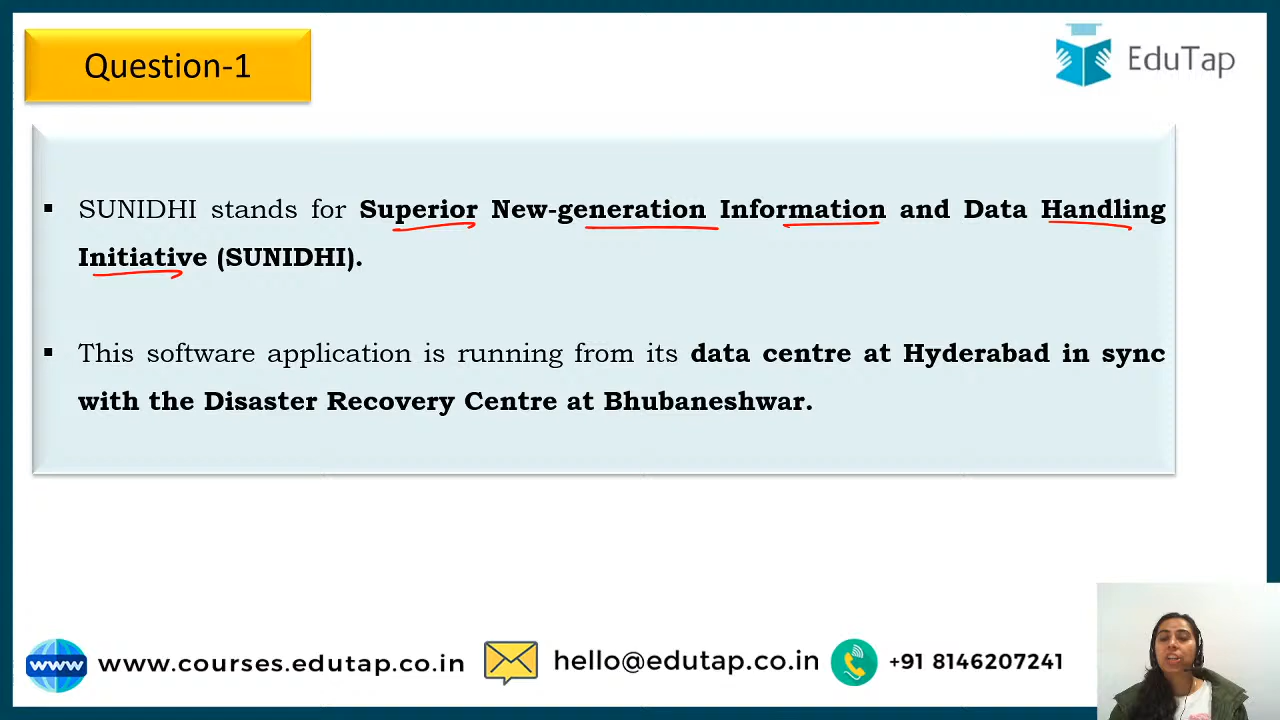 Question-1
EduTap
▪ SUNIDHI stands for Superior New-generation Information and Data Handling
Initiative (SUNIDHI).
▪ This software application is running from its data centre at Hyderabad in sync
with the Disaster Recovery Centre at Bhubaneshwar.
www www.courses.edutap.co.in hello@edutap.co.in +91 8146207241